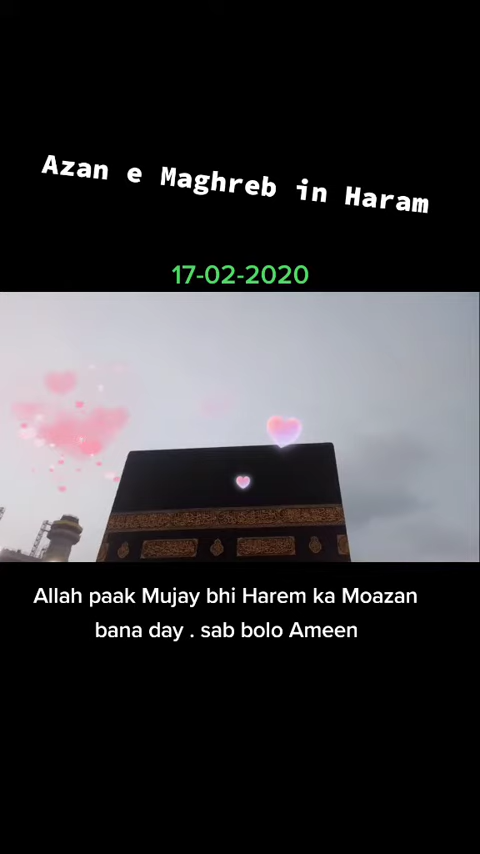 Azan e Maghreb in Haram
17-02-2020
Allah paak Mujay bhi Harem ka Moazan
bana day . sab bolo Ameen